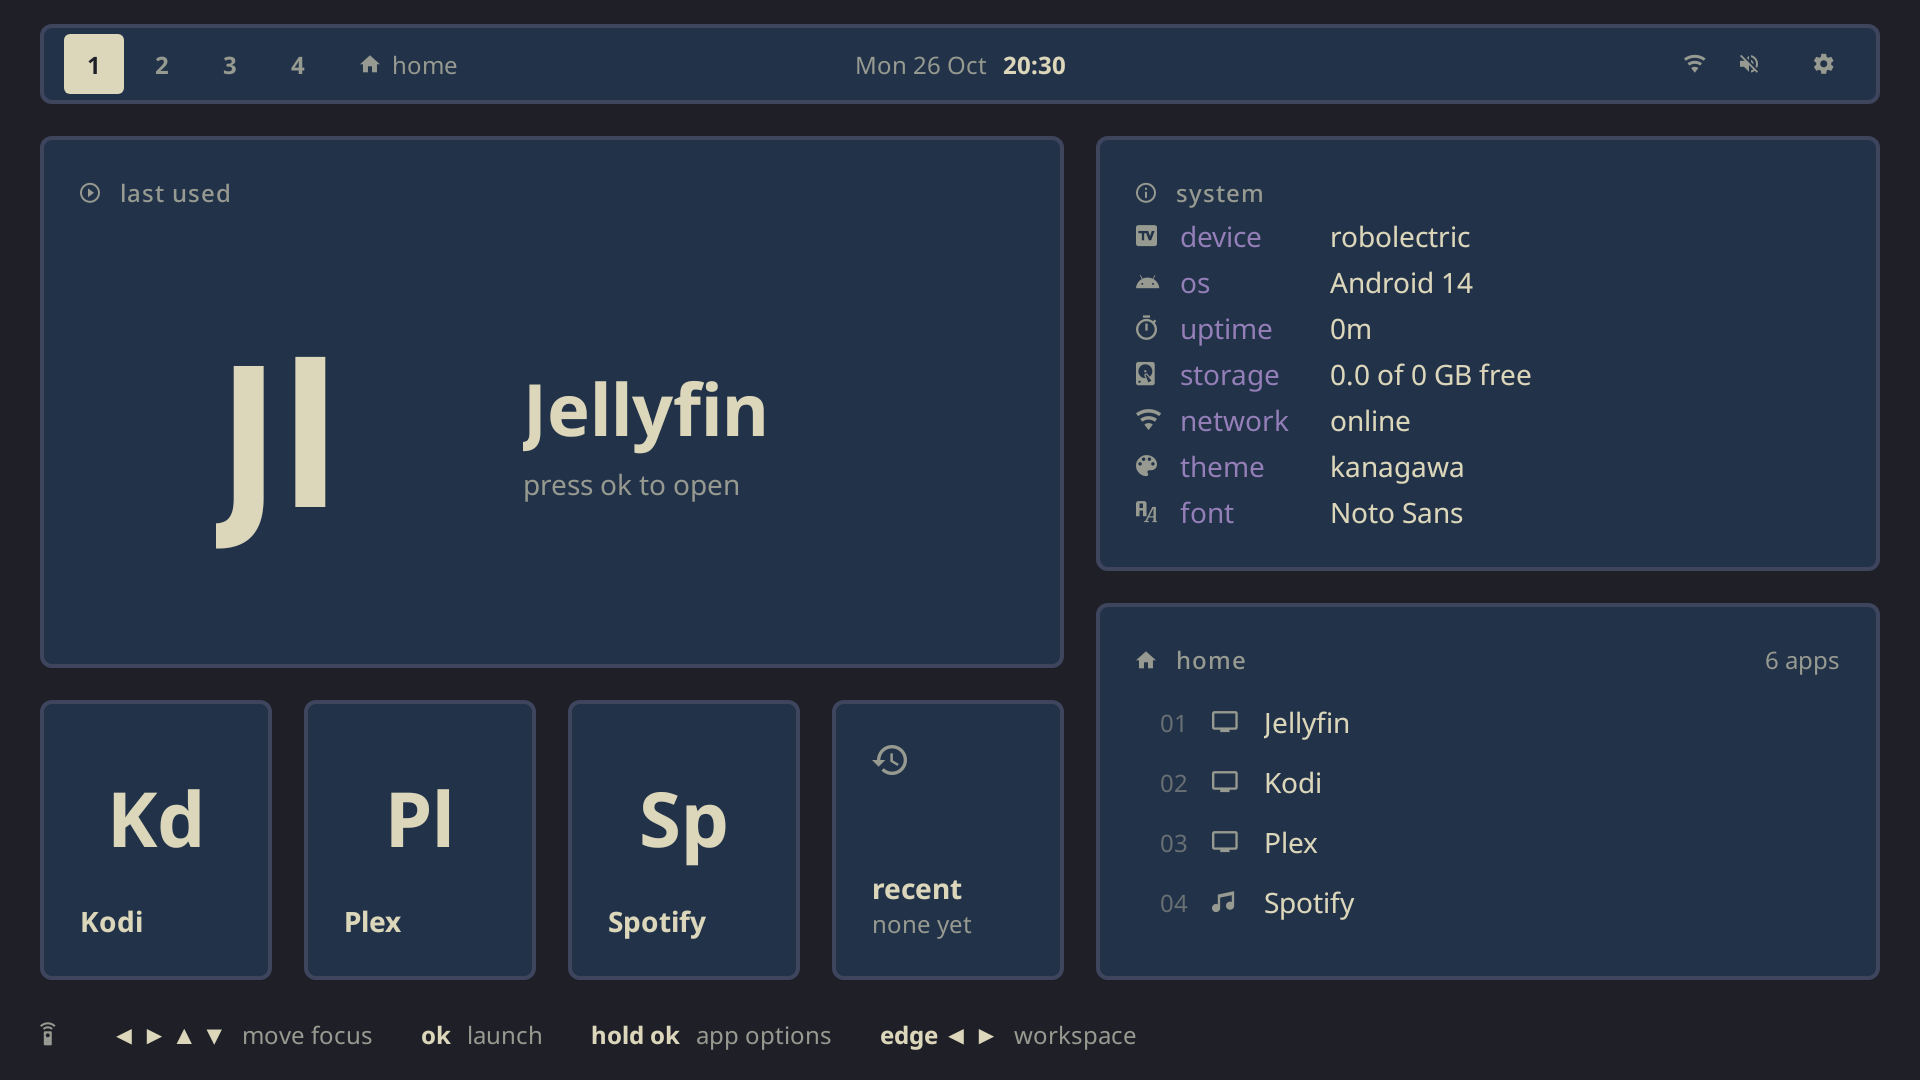 1 2 3 4 home Mon 26 Oct 20:30
last used
Jl
Jellyfin
press ok to open
system
device robolectric
os Android 14
uptime 0m
storage 0.0 of 0 GB free
network online
theme kanagawa
font Noto Sans
Kd
Kodi
Pl
Plex
Sp
Spotify
recent
none yet
home 6 apps
01 Jellyfin
02 Kodi
03 Plex
04 Spotify
◀ ▶ ▲ ▼ move focus ok launch hold ok app options edge ◀ ▶ workspace